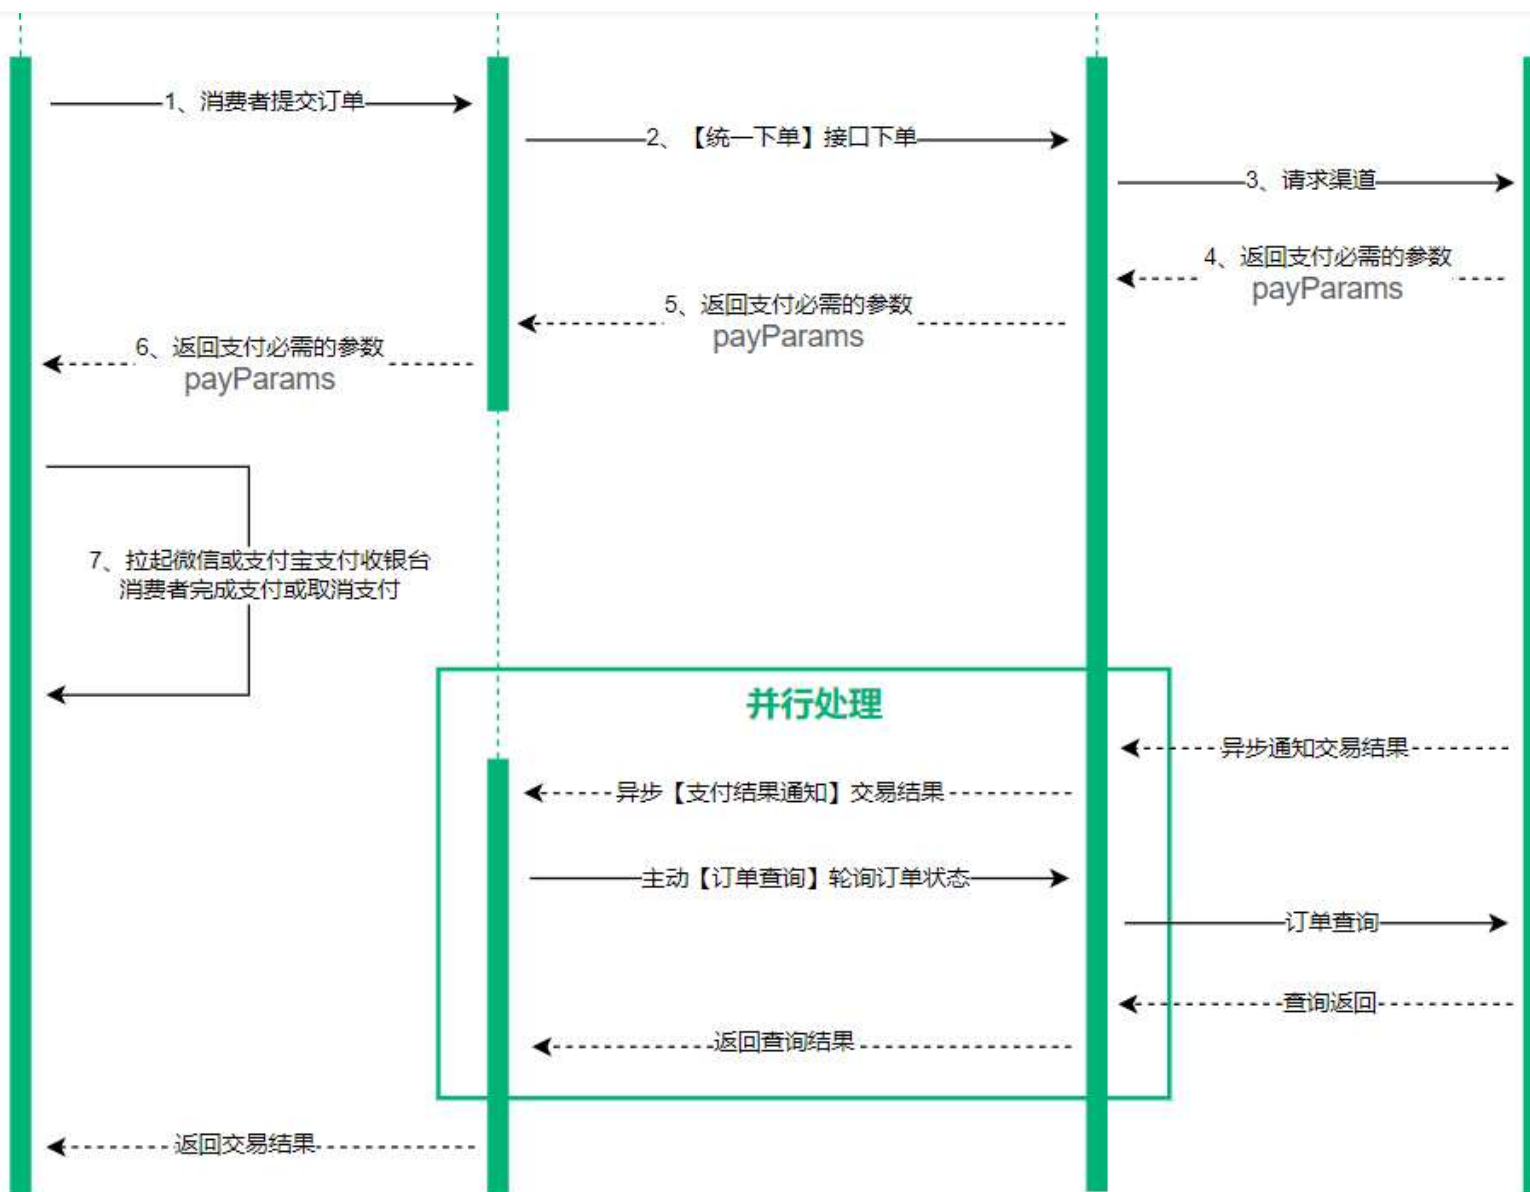 1、消费者提交订单
2、【统一下单】接口下单
3、请求渠道
4、返回支付必需的参数
payParams
5、返回支付必需的参数
payParams
6、返回支付必需的参数
payParams
7、拉起微信或支付宝支付收银台
消费者完成支付或取消支付
并行处理
异步通知交易结果
异步【支付结果通知】交易结果
主动【订单查询】轮询订单状态
订单查询
查询返回
返回查询结果
返回交易结果